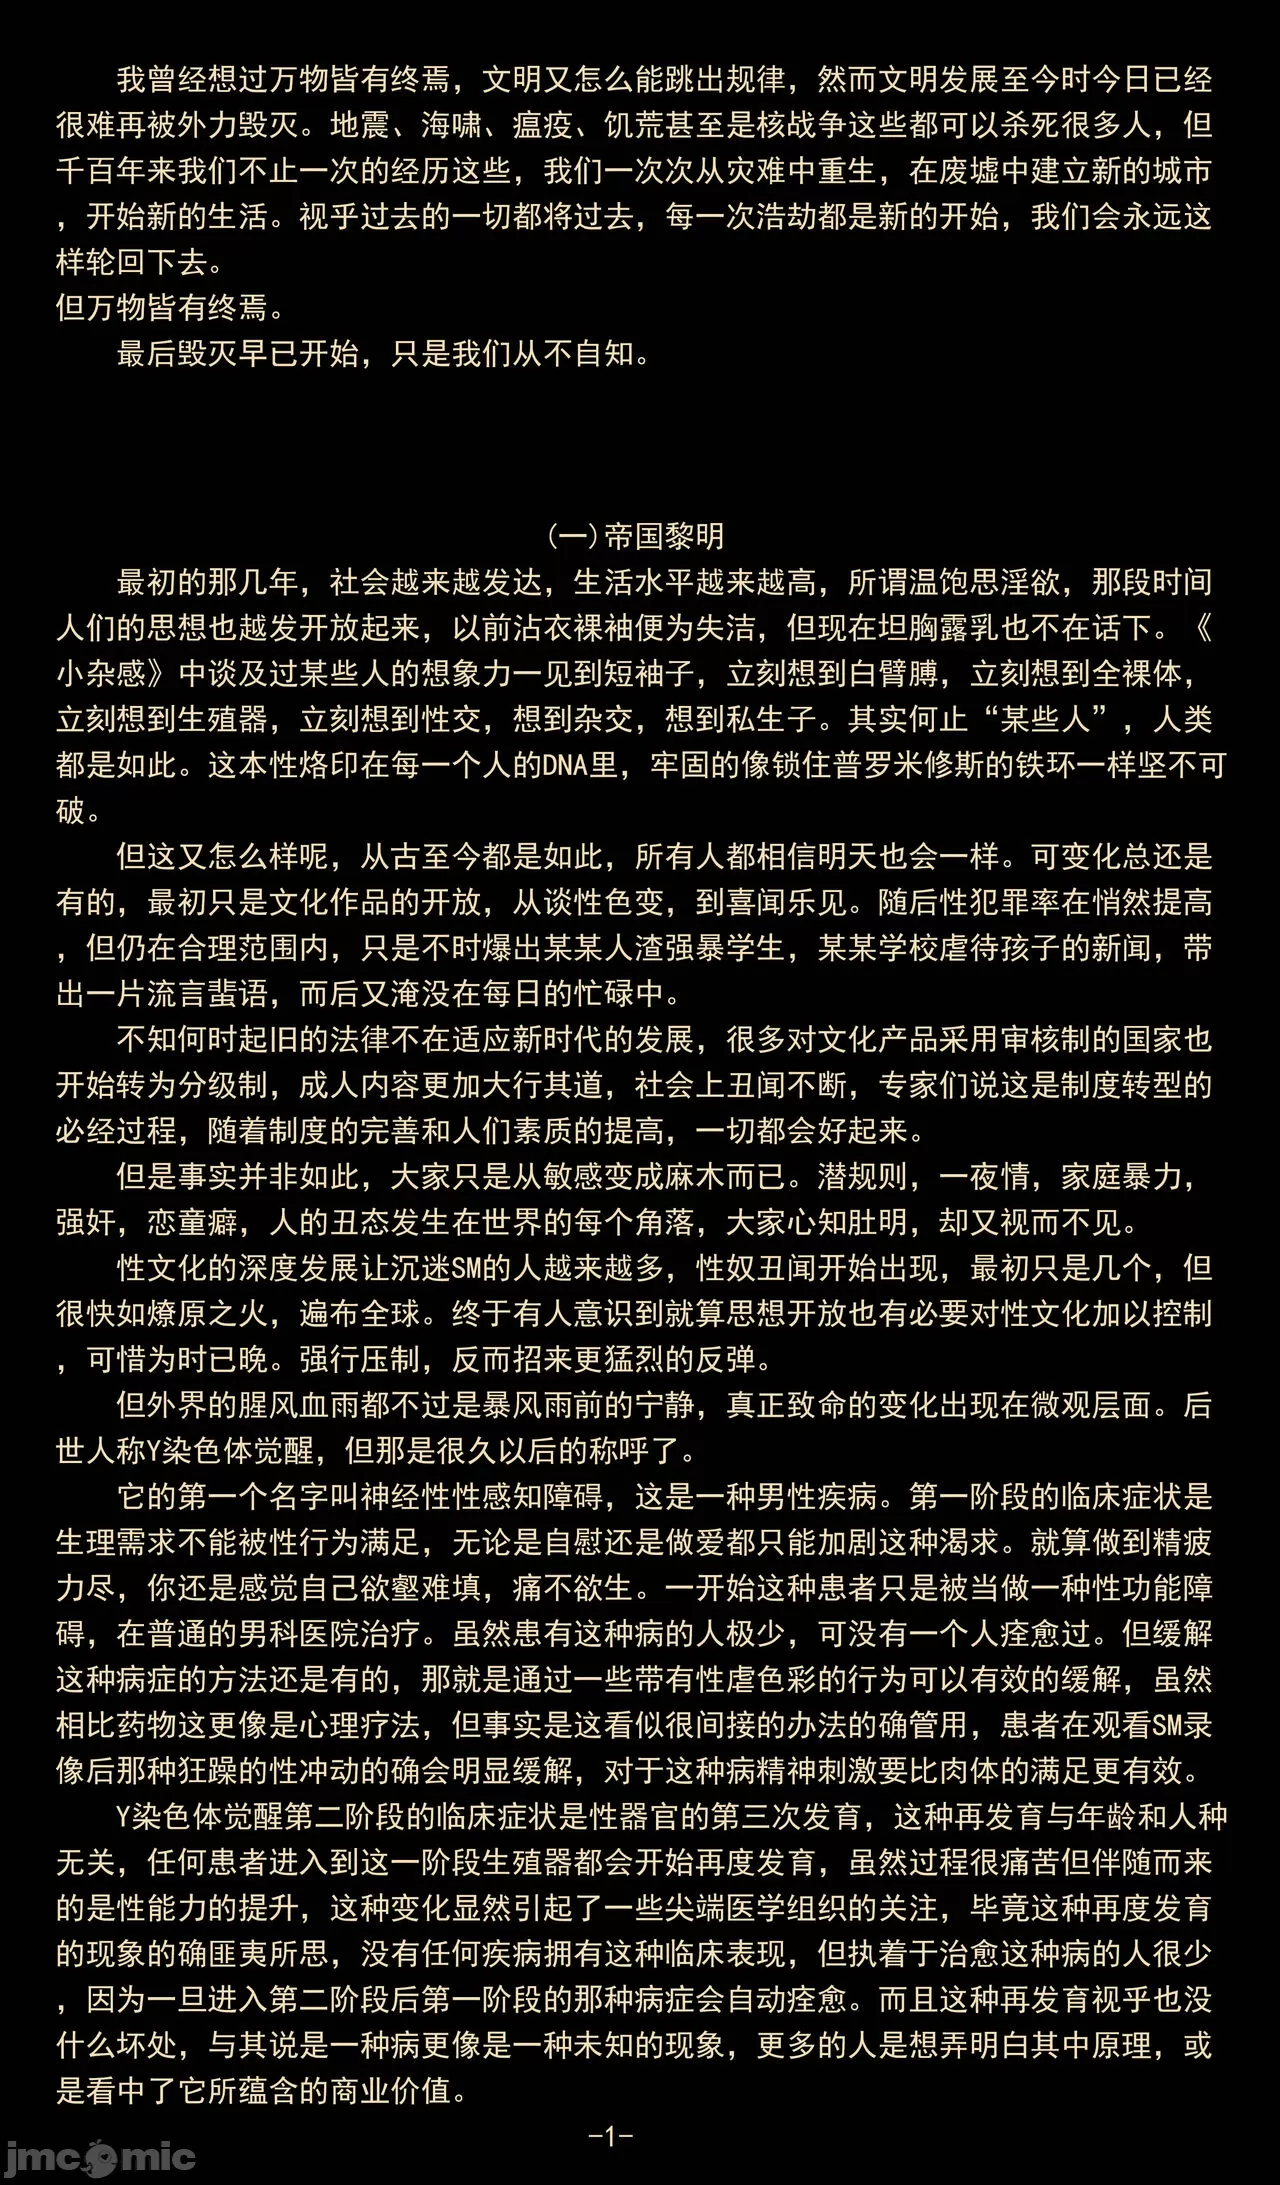 我曾经想过万物皆有终焉，文明又怎么能跳出规律，然而文明发展至今时今日已经
很难再被外力毁灭。地震、海啸、瘟疫、饥荒甚至是核战争这些都可以杀死很多人，但
千百年来我们不止一次的经历这些，我们一次次从灾难中重生，在废墟中建立新的城市
，开始新的生活。视乎过去的一切都将过去，每一次浩劫都是新的开始，我们会永远这
样轮回下去。
但万物皆有终焉。
最后毁灭早已开始，只是我们从不自知。
(一)帝国黎明
最初的那几年，社会越来越发达，生活水平越来越高，所谓温饱思淫欲，那段时间
人们的思想也越发开放起来，以前沾衣裸袖便为失洁，但现在坦胸露乳也不在话下。《
小杂感》中谈及过某些人的想象力一见到短袖子，立刻想到白臂膊，立刻想到全裸体，
立刻想到生殖器，立刻想到性交，想到杂交，想到私生子。其实何止“某些人”，人类
都是如此。这本性烙印在每一个人的DNA里，牢固的像锁住普罗米修斯的铁环一样坚不可
破。
但这又怎么样呢，从古至今都是如此，所有人都相信明天也会一样。可变化总还是
有的，最初只是文化作品的开放，从谈性色变，到喜闻乐见。随后性犯罪率在悄然提高
，但仍在合理范围内，只是不时爆出某某人渣强暴学生，某某学校虐待孩子的新闻，带
出一片流言蜚语，而后又淹没在每日的忙碌中。
不知何时起旧的法律不在适应新时代的发展，很多对文化产品采用审核制的国家也
开始转为分级制，成人内容更加大行其道，社会上丑闻不断，专家们说这是制度转型的
必经过程，随着制度的完善和人们素质的提高，一切都会好起来。
但是事实并非如此，大家只是从敏感变成麻木而已。潜规则，一夜情，家庭暴力，
强奸，恋童癖，人的丑态发生在世界的每个角落，大家心知肚明，却又视而不见。
性文化的深度发展让沉迷SM的人越来越多，性奴丑闻开始出现，最初只是几个，但
很快如燎原之火，遍布全球。终于有人意识到就算思想开放也有必要对性文化加以控制
，可惜为时已晚。强行压制，反而招来更猛烈的反弹。
但外界的腥风血雨都不过是暴风雨前的宁静，真正致命的变化出现在微观层面。后
世人称Y染色体觉醒，但那是很久以后的称呼了。
它的第一个名字叫神经性性感知障碍，这是一种男性疾病。第一阶段的临床症状是
生理需求不能被性行为满足，无论是自慰还是做爱都只能加剧这种渴求。就算做到精疲
力尽，你还是感觉自己欲壑难填，痛不欲生。一开始这种患者只是被当做一种性功能障
碍，在普通的男科医院治疗。虽然患有这种病的人极少，可没有一个人痊愈过。但缓解
这种病症的方法还是有的，那就是通过一些带有性虐色彩的行为可以有效的缓解，虽然
相比药物这更像是心理疗法，但事实是这看似很间接的办法的确管用，患者在观看SM录
像后那种狂躁的性冲动的确会明显缓解，对于这种病精神刺激要比肉体的满足更有效。
Y染色体觉醒第二阶段的临床症状是性器官的第三次发育，这种再发育与年龄和人种
无关，任何患者进入到这一阶段生殖器都会开始再度发育，虽然过程很痛苦但伴随而来
的是性能力的提升，这种变化显然引起了一些尖端医学组织的关注，毕竟这种再度发育
的现象的确匪夷所思，没有任何疾病拥有这种临床表现，但执着于治愈这种病的人很少
，因为一旦进入第二阶段后第一阶段的那种病症会自动痊愈。而且这种再发育视乎也没
什么坏处，与其说是一种病更像是一种未知的现象，更多的人是想弄明白其中原理，或
是看中了它所蕴含的商业价值。
-1-
jmcomic